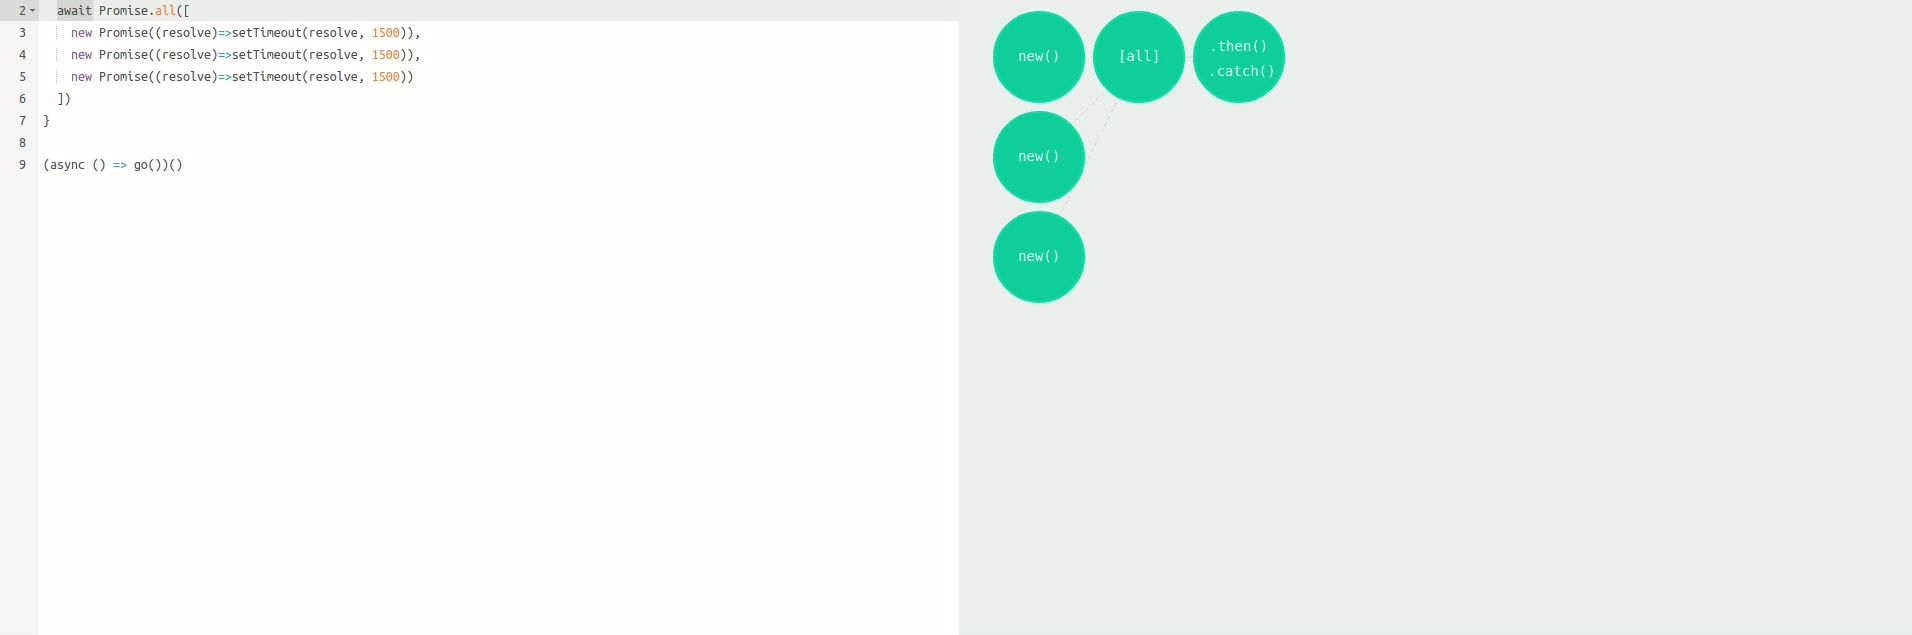 2 await Promise.all([
3 new Promise((resolve)=>setTimeout(resolve, 1500)),
4 new Promise((resolve)=>setTimeout(resolve, 1500)),
5 new Promise((resolve)=>setTimeout(resolve, 1500))
6 ])
7 }
8
9 (async () => go())()
new()
[all]
.then()
.catch()
new()
new()